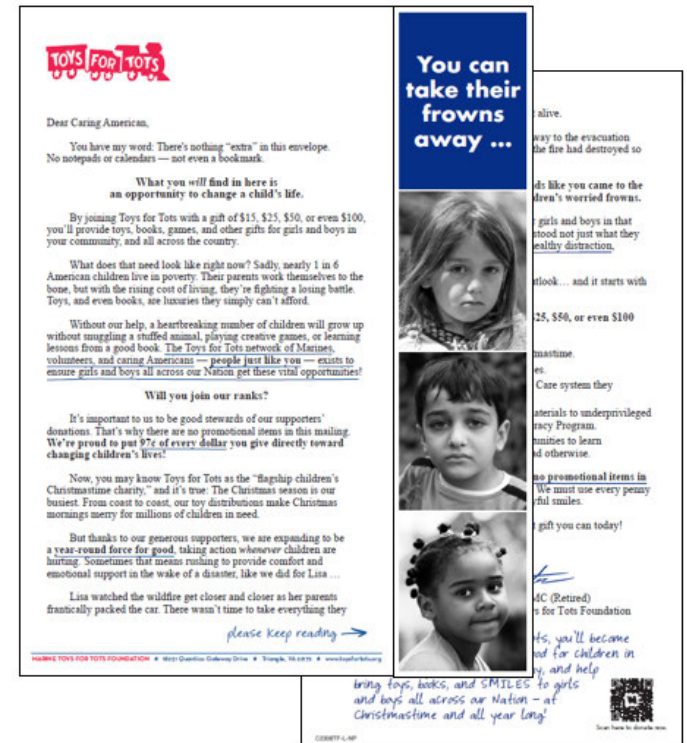 TOYS FOR TOTS
Dear Caring American,
You have my word: There's nothing “extra” in this envelope.
No notepads or calendars — not even a bookmark.
What you will find in here is
an opportunity to change a child's life.
By joining Toys for Tots with a gift of $15, $25, $50, or even $100,
you'll provide toys, books, games, and other gifts for girls and boys in
your community, and all across the country.
What does that need look like right now? Sadly, nearly 1 in 6
American children live in poverty. Their parents work themselves to the
bone, but with the rising cost of living, they're fighting a losing battle.
Toys, and even books, are luxuries they simply can't afford.
Without our help, a heartbreaking number of children will grow up
without snuggling a stuffed animal, playing creative games, or learning
lessons from a good book. The Toys for Tots network of Marines,
volunteers, and caring Americans — people just like you — exists to
ensure girls and boys all across our Nation get these vital opportunities!
Will you join our ranks?
It's important to us to be good stewards of our supporters'
donations. That's why there are no promotional items in this mailing.
We're proud to put 97¢ of every dollar you give directly toward
changing children's lives!
Now, you may know Toys for Tots as the “flagship children's
Christmastime charity,” and it's true: The Christmas season is our
busiest. From coast to coast, our toy distributions make Christmas
mornings merry for millions of children in need.
But thanks to our generous supporters, we are expanding to be
a year-round force for good, taking action whenever children are
hurting. Sometimes that means rushing to provide comfort and
emotional support in the wake of a disaster, like we did for Lisa ...
Lisa watched the wildfire get closer and closer as her parents
frantically packed the car. There wasn't time to take everything they
please keep reading
MARINE TOYS FOR TOTS FOUNDATION ★ 18251 Quantico Gateway Drive ★ Triangle, VA 22172 ★ www.toysfortots.org
You can
take their
frowns
away ...
alive.
way to the evacuation
the fire had destroyed so
ds like you came to the
dren's worried frowns.
girls and boys in that
stood not just what they
healthy distraction,
utlook… and it starts with
$25, $50, or even $100
tmastime.
es.
Care system they
aterials to underprivileged
racy Program.
tunities to learn
ad otherwise.
no promotional items in
We must use every penny
yful smiles.
gift you can today!
MC (Retired)
s for Tots Foundation
ts, you'll become
od for children in
y, and help
bring toys, books, and SMILES to girls
and boys all across our Nation – at
Christmastime and all year long!
Scan here to donate now.